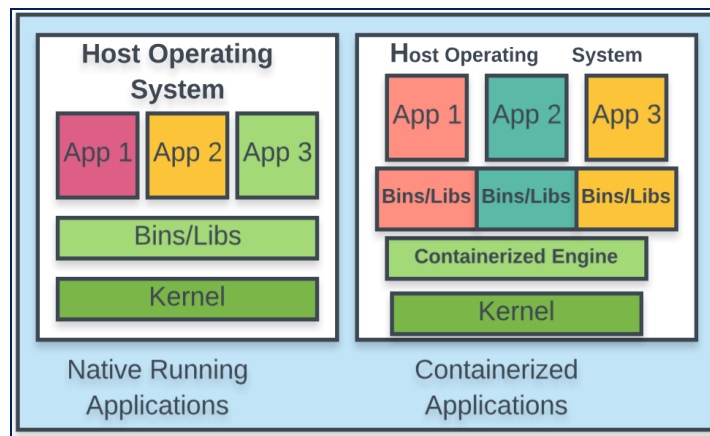 Host Operating
System
App 1
App 2
App 3
Bins/Libs
Kernel
Native Running
Applications
Host Operating System
App 1
App 2
App 3
Bins/Libs
Bins/Libs
Bins/Libs
Containerized Engine
Kernel
Containerized
Applications